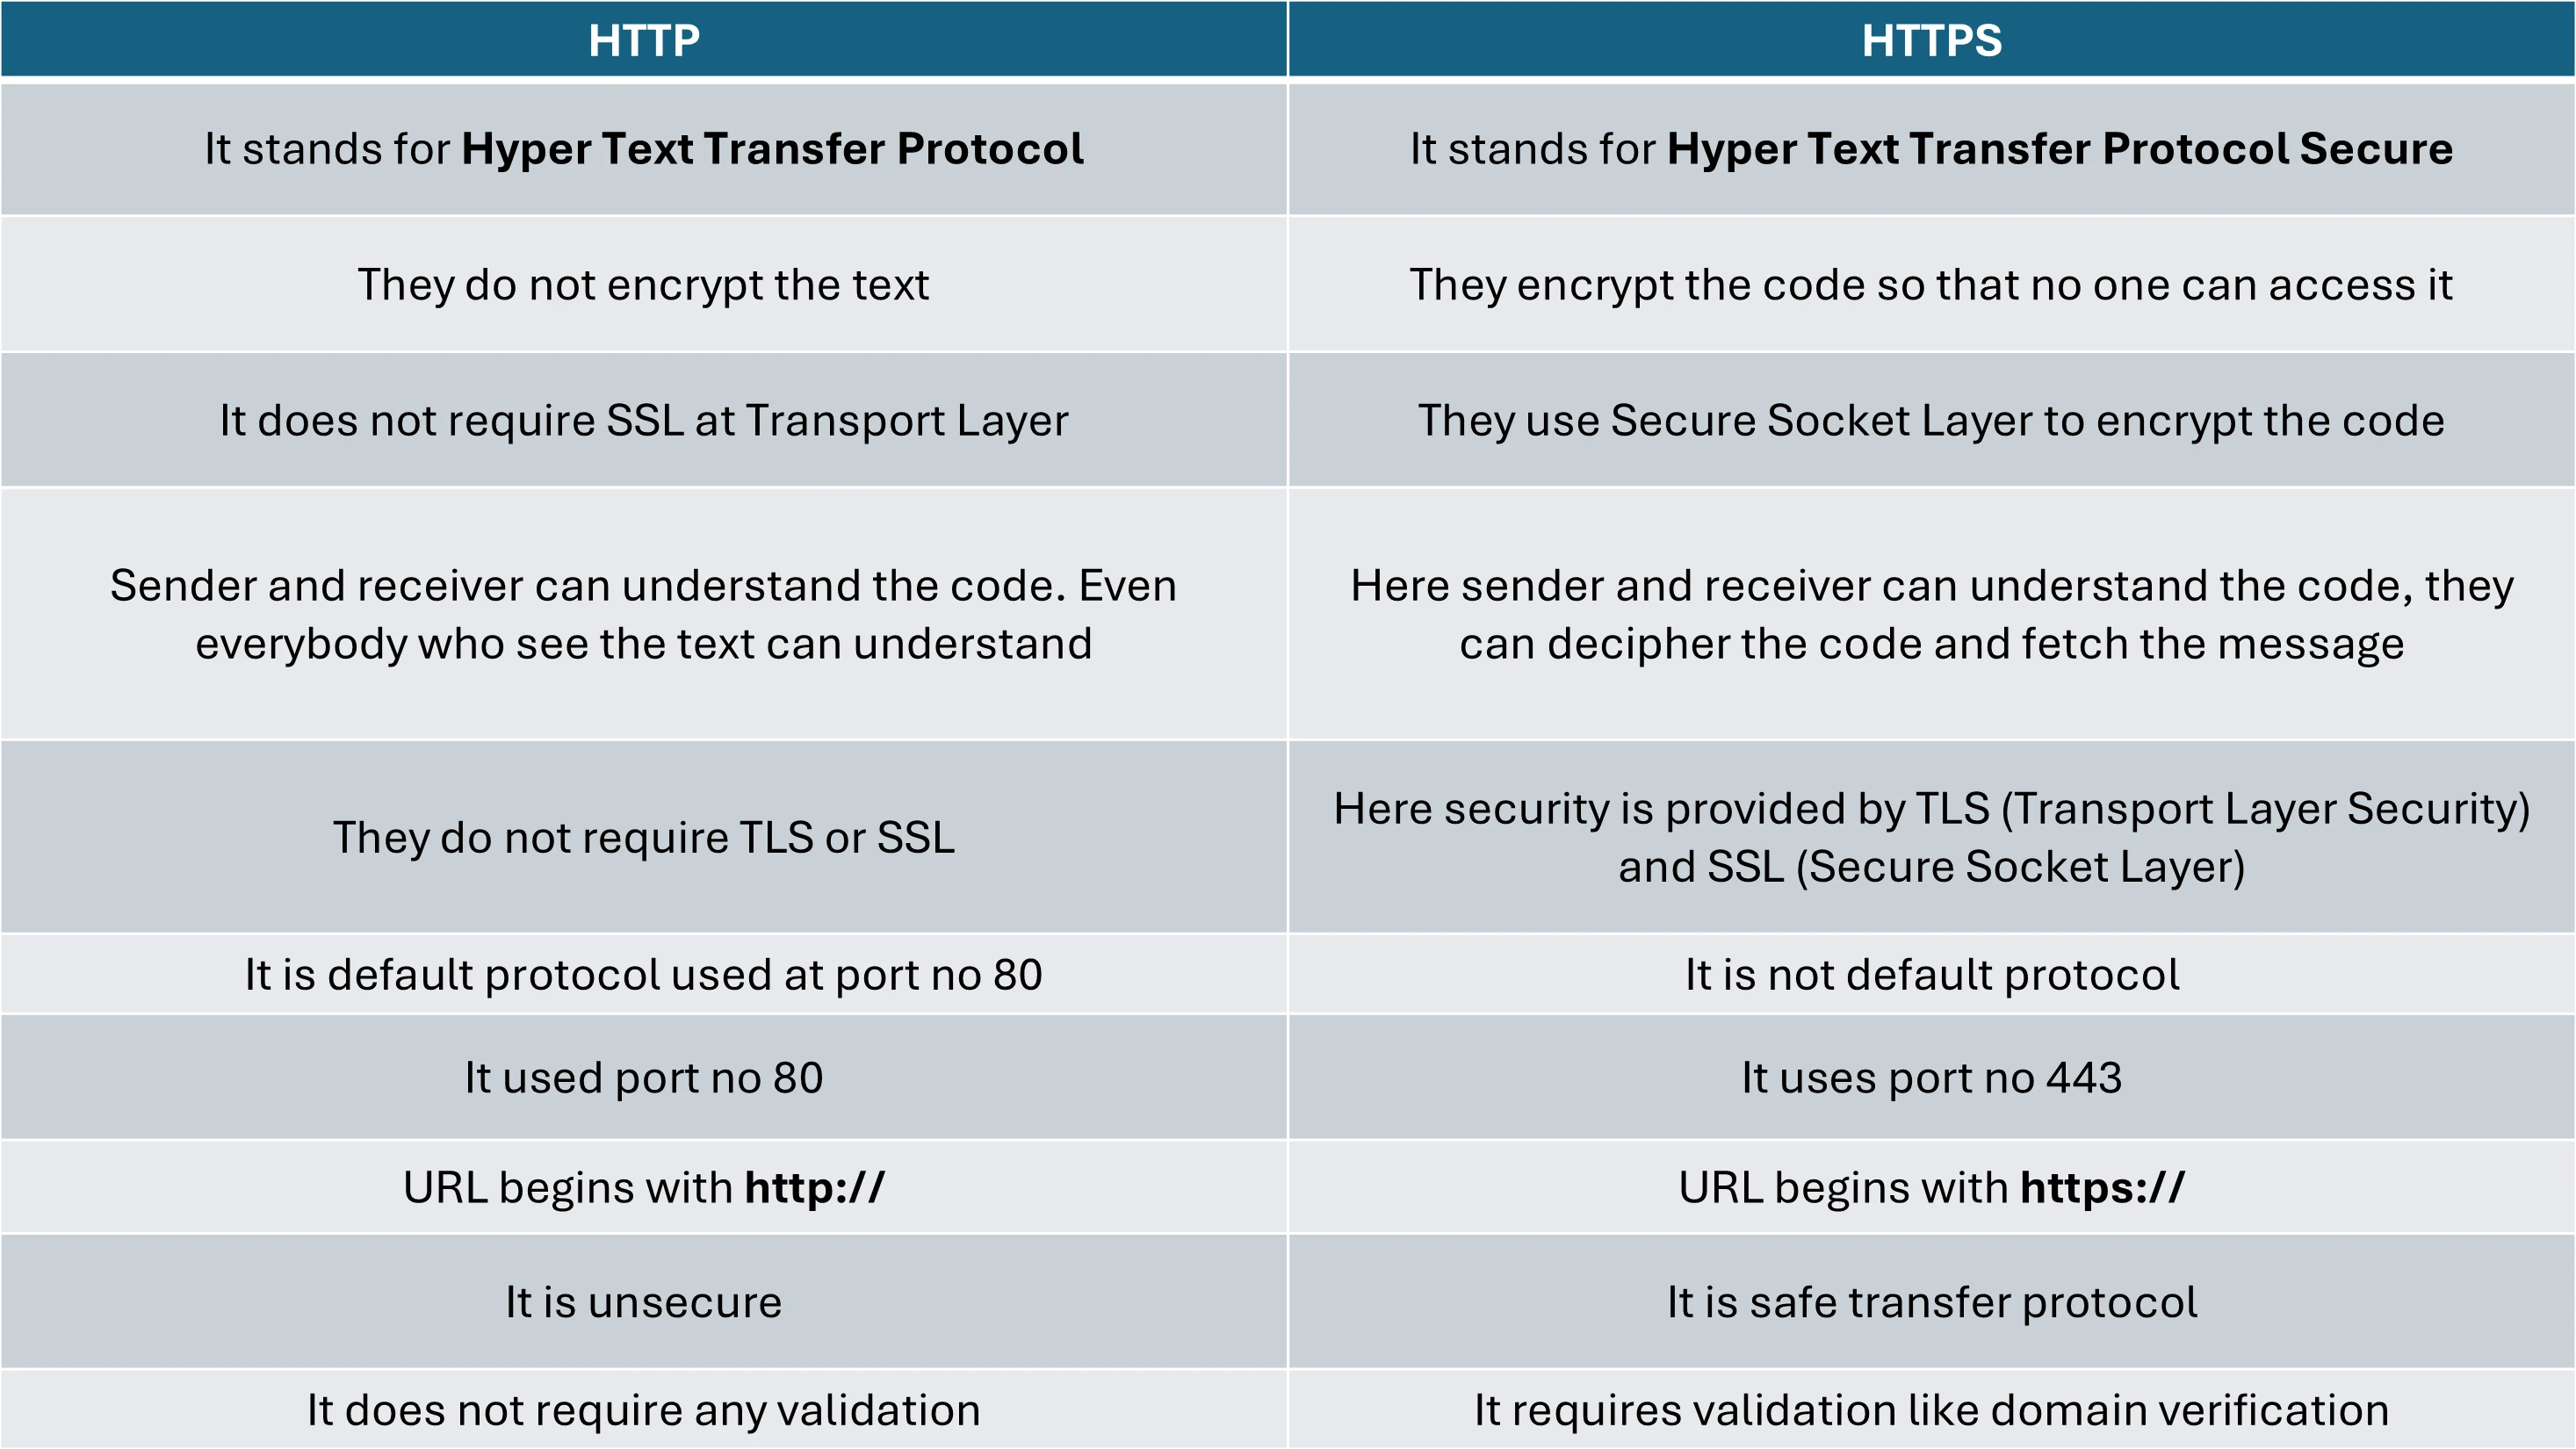 HTTP
HTTPS
It stands for Hyper Text Transfer Protocol
It stands for Hyper Text Transfer Protocol Secure
They do not encrypt the text
They encrypt the code so that no one can access it
It does not require SSL at Transport Layer
They use Secure Socket Layer to encrypt the code
Sender and receiver can understand the code. Even
everybody who see the text can understand
Here sender and receiver can understand the code, they
can decipher the code and fetch the message
They do not require TLS or SSL
Here security is provided by TLS (Transport Layer Security)
and SSL (Secure Socket Layer)
It is default protocol used at port no 80
It is not default protocol
It used port no 80
It uses port no 443
URL begins with http://
URL begins with https://
It is unsecure
It is safe transfer protocol
It does not require any validation
It requires validation like domain verification